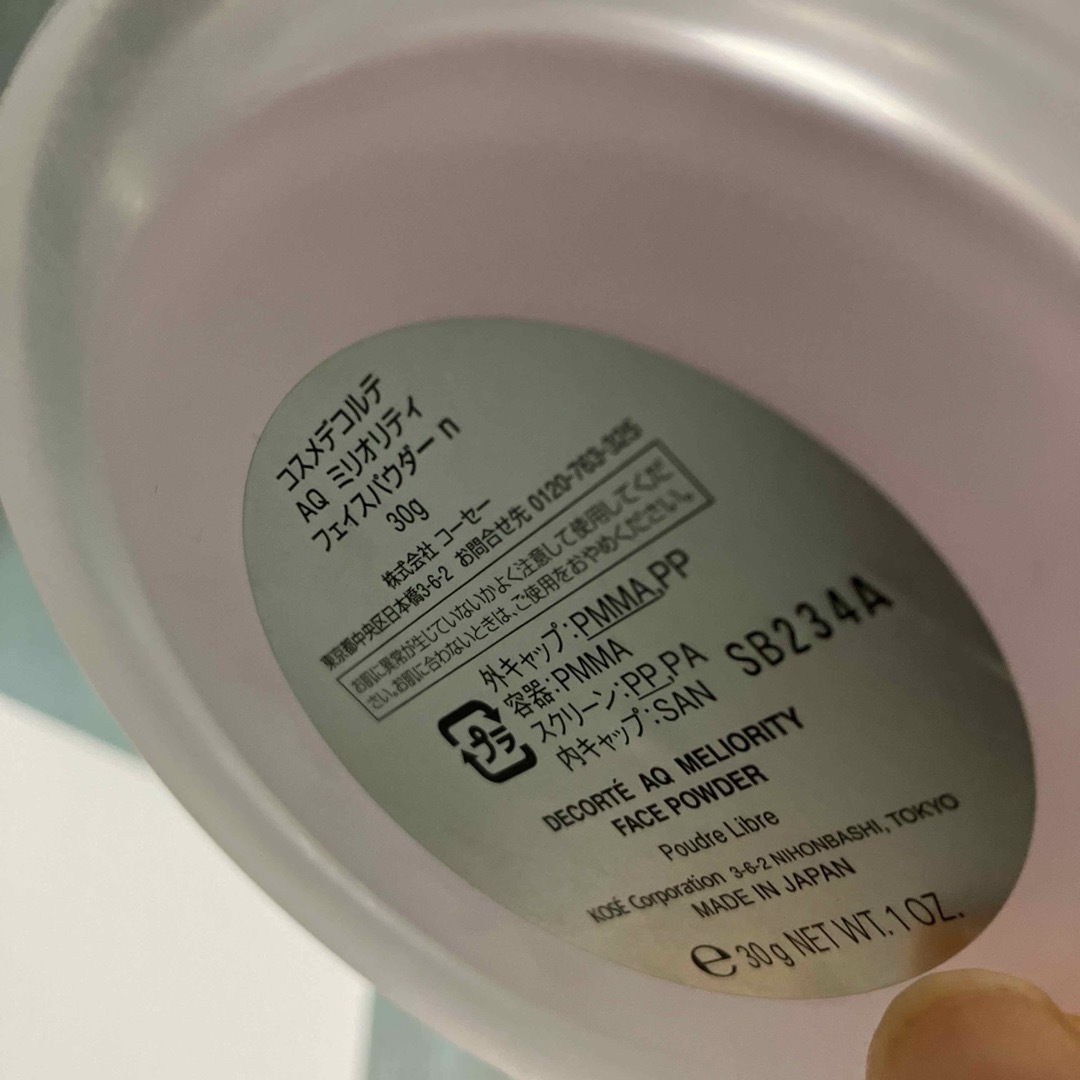 コスメデコルテ
AQ ミリオリティ
フェイスパウダー n
30g
株式会社 コーセー
東京都中央区日本橋3-6-2 お問合せ先 0120-763-325
お肌に異常が生じていないかよく注意して使用してくだ
さい。お肌に合わないときは、ご使用をおやめください。
外キャップ:PMMA,PP
容器:PMMA
スクリーン:PP,PA
内キャップ:SAN
プラ
SB234A
DECORTÉ AQ MELIORITY
FACE POWDER
Poudre Libre
KOSÉ Corporation 3-6-2 NIHONBASHI, TOKYO
MADE IN JAPAN
℮ 30g NET WT. 1 OZ.